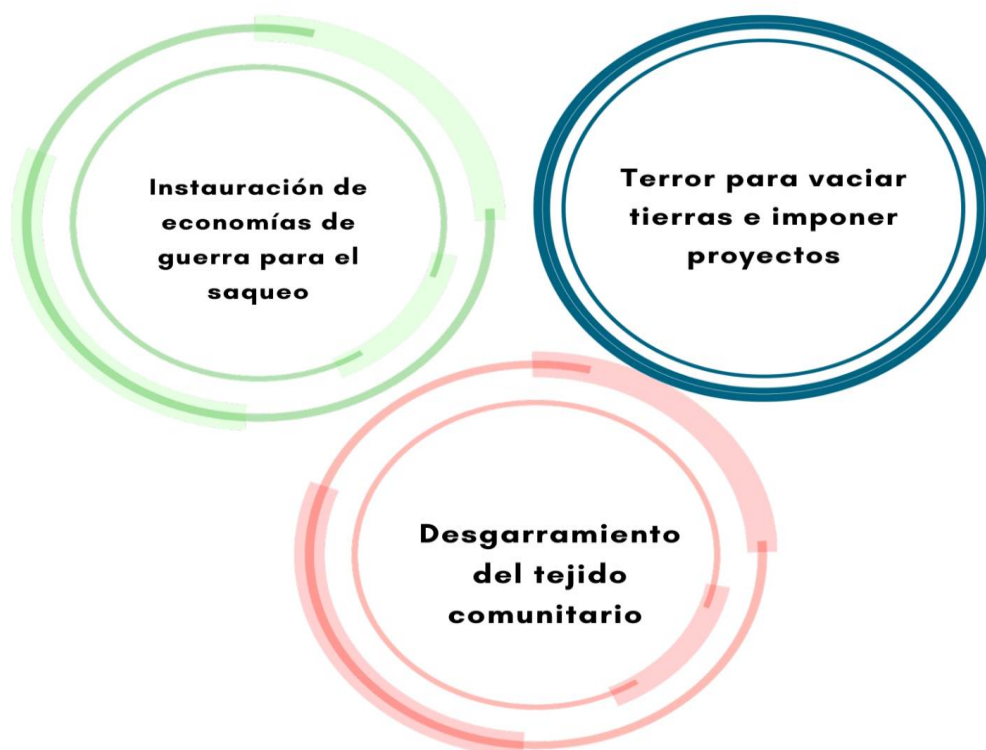 Instauración de
economías de
guerra para el
saqueo
Terror para vaciar
tierras e imponer
proyectos
Desgarramiento
del tejido
comunitario